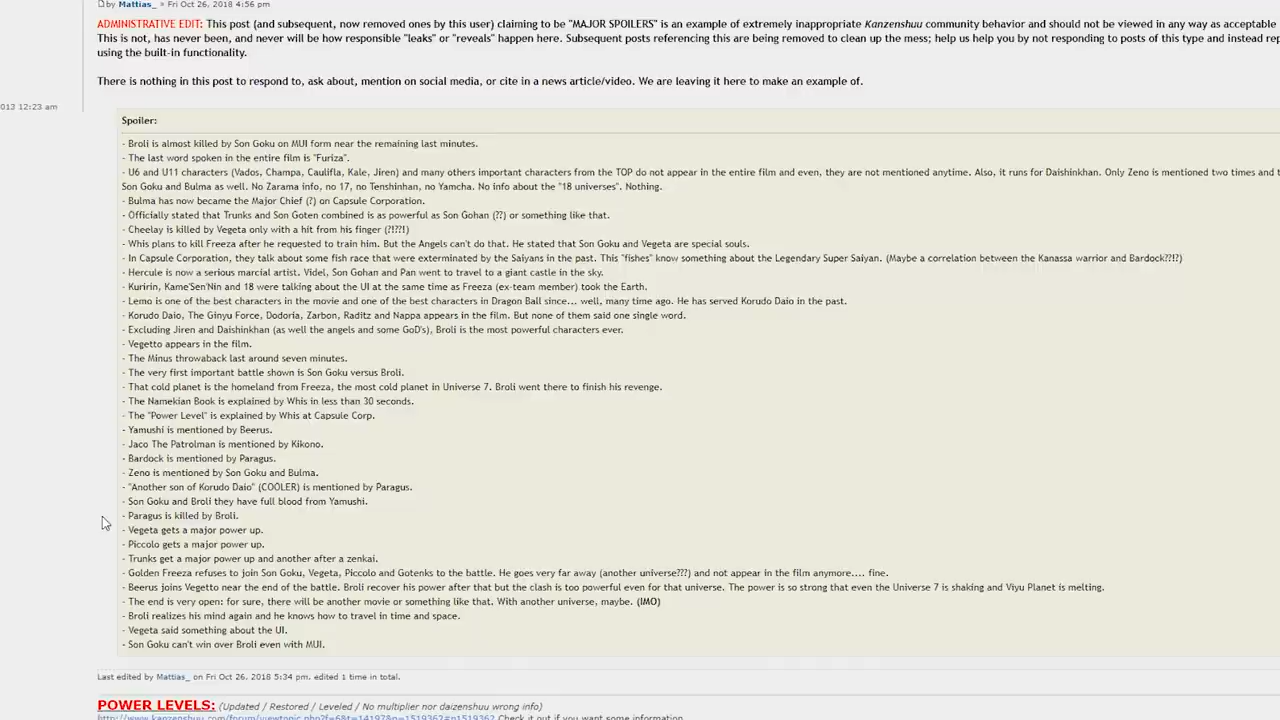 by Mattias_ » Fri Oct 26, 2018 4:56 pm
ADMINISTRATIVE EDIT: This post (and subsequent, now removed ones by this user) claiming to be "MAJOR SPOILERS" is an example of extremely inappropriate Kanzenshuu community behavior and should not be viewed in any way as acceptable
This is not, has never been, and never will be how responsible "leaks" or "reveals" happen here. Subsequent posts referencing this are being removed to clean up the mess; help us help you by not responding to posts of this type and instead rep
using the built-in functionality.
There is nothing in this post to respond to, ask about, mention on social media, or cite in a news article/video. We are leaving it here to make an example of.
013 12:23 am
Spoiler:
- Broli is almost killed by Son Goku on MUI form near the remaining last minutes.
- The last word spoken in the entire film is "Furiza".
- U6 and U11 characters (Vados, Champa, Caulifla, Kale, Jiren) and many others important characters from the TOP do not appear in the entire film and even, they are not mentioned anytime. Also, it runs for Daishinkhan. Only Zeno is mentioned two times and t
Son Goku and Bulma as well. No Zarama info, no 17, no Tenshinhan, no Yamcha. No info about the "18 universes". Nothing.
- Bulma has now became the Major Chief (?) on Capsule Corporation.
- Officially stated that Trunks and Son Goten combined is as powerful as Son Gohan (??) or something like that.
- Cheelay is killed by Vegeta only with a hit from his finger (?!?!)
- Whis plans to kill Freeza after he requested to train him. But the Angels can't do that. He stated that Son Goku and Vegeta are special souls.
- In Capsule Corporation, they talk about some fish race that were exterminated by the Saiyans in the past. This "fishes" know something about the Legendary Super Saiyan. (Maybe a correlation between the Kanassa warrior and Bardock??!?)
- Hercule is now a serious marcial artist. Videl, Son Gohan and Pan went to travel to a giant castle in the sky.
- Kuririn, Kame'Sen'Nin and 18 were talking about the UI at the same time as Freeza (ex-team member) took the Earth.
- Lemo is one of the best characters in the movie and one of the best characters in Dragon Ball since... well, many time ago. He has served Korudo Daio in the past.
- Korudo Daio, The Ginyu Force, Dodoria, Zarbon, Raditz and Nappa appears in the film. But none of them said one single word.
- Excluding Jiren and Daishinkhan (as well the angels and some GoD's), Broli is the most powerful characters ever.
- Vegetto appears in the film.
- The Minus throwaback last around seven minutes.
- The very first important battle shown is Son Goku versus Broli.
- That cold planet is the homeland from Freeza, the most cold planet in Universe 7. Broli went there to finish his revenge.
- The Namekian Book is explained by Whis in less than 30 seconds.
- The "Power Level" is explained by Whis at Capsule Corp.
- Yamushi is mentioned by Beerus.
- Jaco The Patrolman is mentioned by Kikono.
- Bardock is mentioned by Paragus.
- Zeno is mentioned by Son Goku and Bulma.
- "Another son of Korudo Daio" (COOLER) is mentioned by Paragus.
- Son Goku and Broli they have full blood from Yamushi.
- Paragus is killed by Broli.
- Vegeta gets a major power up.
- Piccolo gets a major power up.
- Trunks get a major power up and another after a zenkai.
- Golden Freeza refuses to join Son Goku, Vegeta, Piccolo and Gotenks to the battle. He goes very far away (another universe???) and not appear in the film anymore.... fine.
- Beerus joins Vegetto near the end of the battle. Broli recover his power after that but the clash is too powerful even for that universe. The power is so strong that even the Universe 7 is shaking and Viyu Planet is melting.
- The end is very open: for sure, there will be another movie or something like that. With another universe, maybe. (IMO)
- Broli realizes his mind again and he knows how to travel in time and space.
- Vegeta said something about the UI.
- Son Goku can't win over Broli even with MUI.
Last edited by Mattias_ on Fri Oct 26, 2018 5:34 pm, edited 1 time in total.
POWER LEVELS: (Updated / Restored / Leveled / No multiplier nor daizenshuu wrong info)
http://www.kanzenshuu.com/forum/viewtopic.php?f=6&t=14197&p=1519362#p1519362 Check it out if you want some information